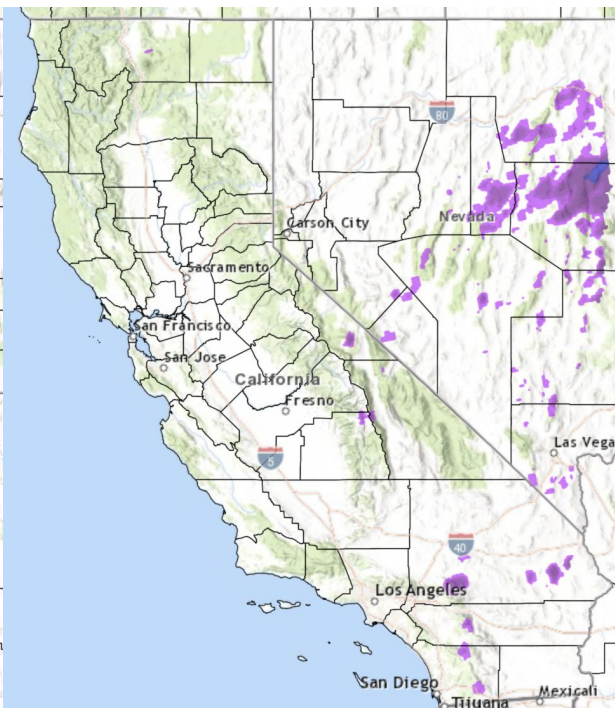 80
Carson City
Nevada
Sacramento
San Francisco
San Jose
California
Fresno
5
Las Vega
40
Los Angeles
San Diego
Mexicali
Tijuana